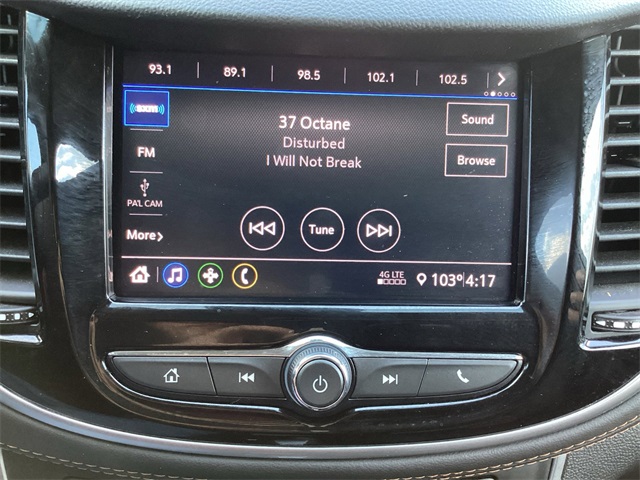 93.1 89.1 98.5 102.1 102.5
sxm
37 Octane
Sound
Disturbed
FM
I Will Not Break
Browse
PA'L CAM
Tune
More
4G LTE
103° 4:17